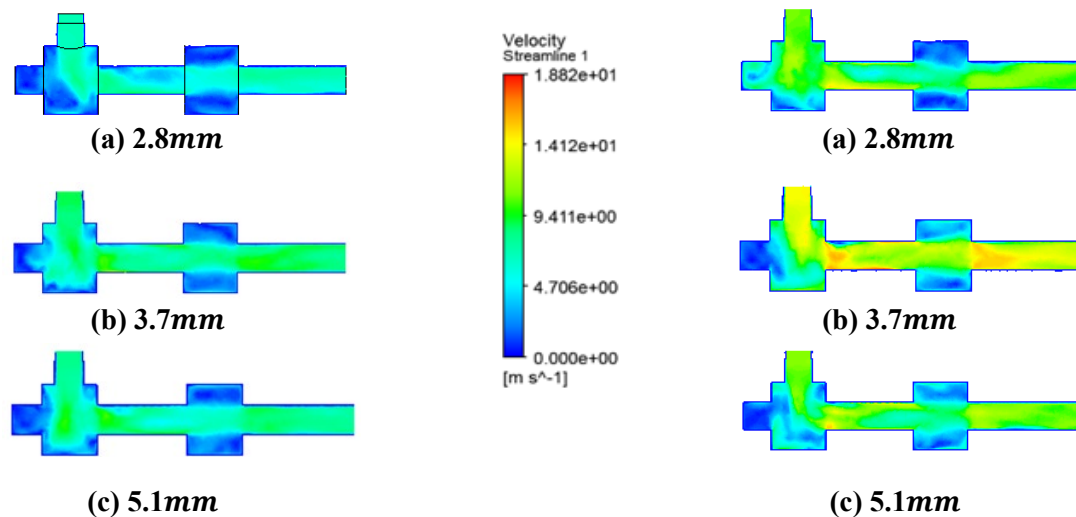 (a) 2.8mm
(b) 3.7mm
(c) 5.1mm
Velocity
Streamline 1
1.882e+01
1.412e+01
9.411e+00
4.706e+00
0.000e+00
[m s^-1]
(a) 2.8mm
(b) 3.7mm
(c) 5.1mm